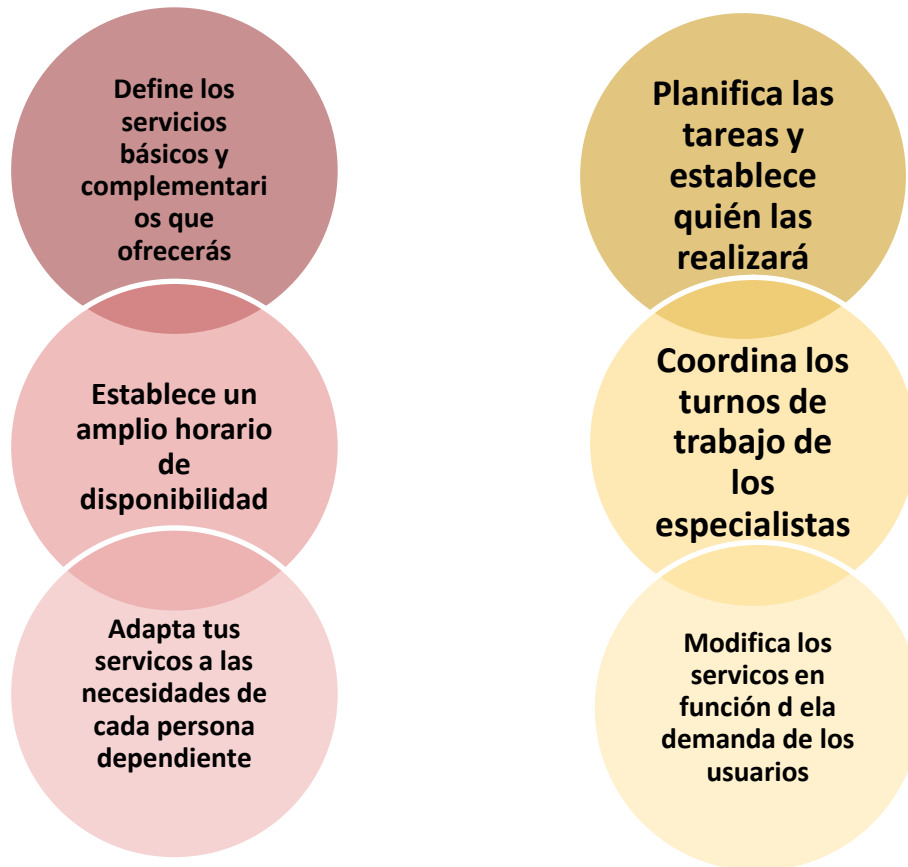 Define los
servicios
básicos y
complementari
os que
ofrecerás
Establece un
amplio horario
de
disponibilidad
Adapta tus
servicos a las
necesidades de
cada persona
dependiente
Planifica las
tareas y
establece
quién las
realizará
Coordina los
turnos de
trabajo de
los
especialistas
Modifica los
servicos en
función d ela
demanda de los
usuarios